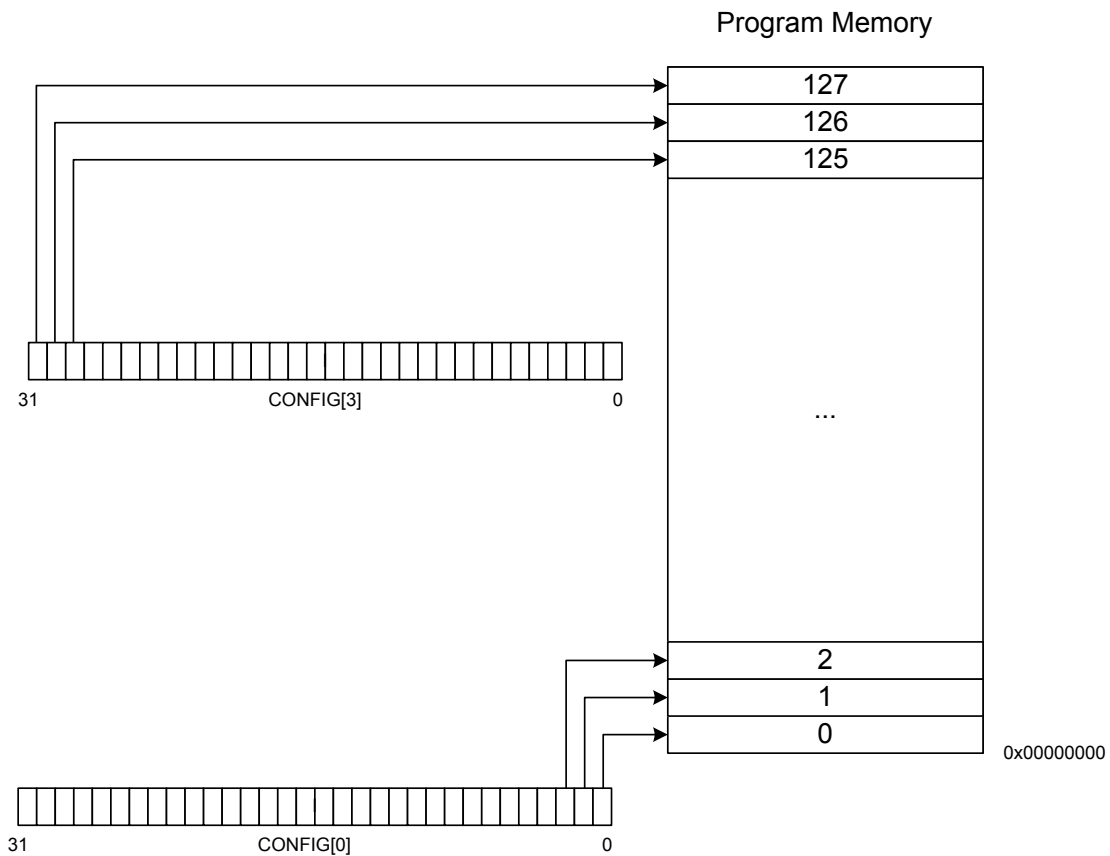 Program Memory
127
126
125
31 CONFIG[3] 0
...
2
1
0
0x00000000
31 CONFIG[0] 0